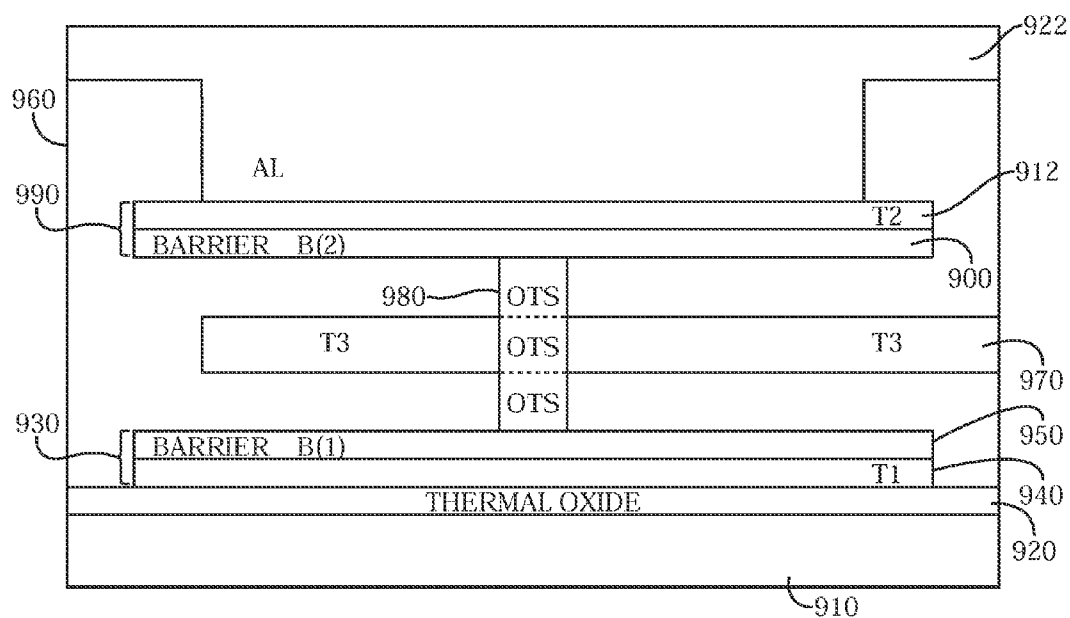 922
960
AL
912
990
T2
BARRIER B(2)
900
980
OTS
T3
OTS
T3
970
OTS
930
950
BARRIER B(1)
T1
940
THERMAL OXIDE
920
910